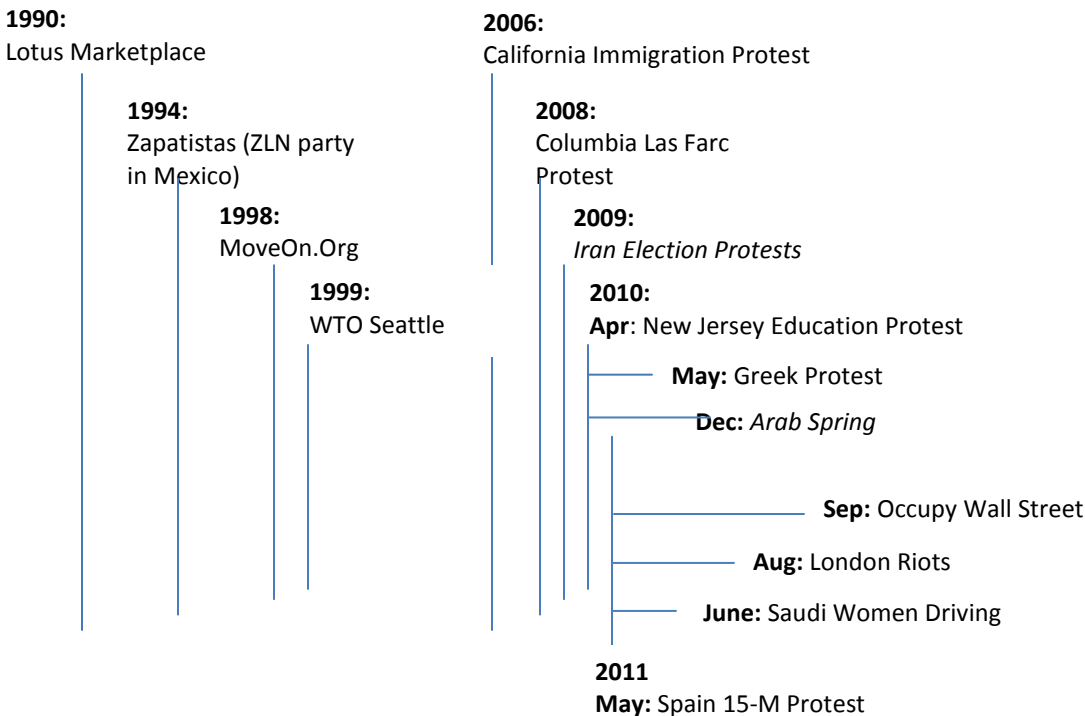 1990:
Lotus Marketplace
1994:
Zapatistas (ZLN party
in Mexico)
1998:
MoveOn.Org
1999:
WTO Seattle
2006:
California Immigration Protest
2008:
Columbia Las Farc
Protest
2009:
Iran Election Protests
2010:
Apr: New Jersey Education Protest
May: Greek Protest
Dec: Arab Spring
Sep: Occupy Wall Street
Aug: London Riots
June: Saudi Women Driving
2011
May: Spain 15-M Protest